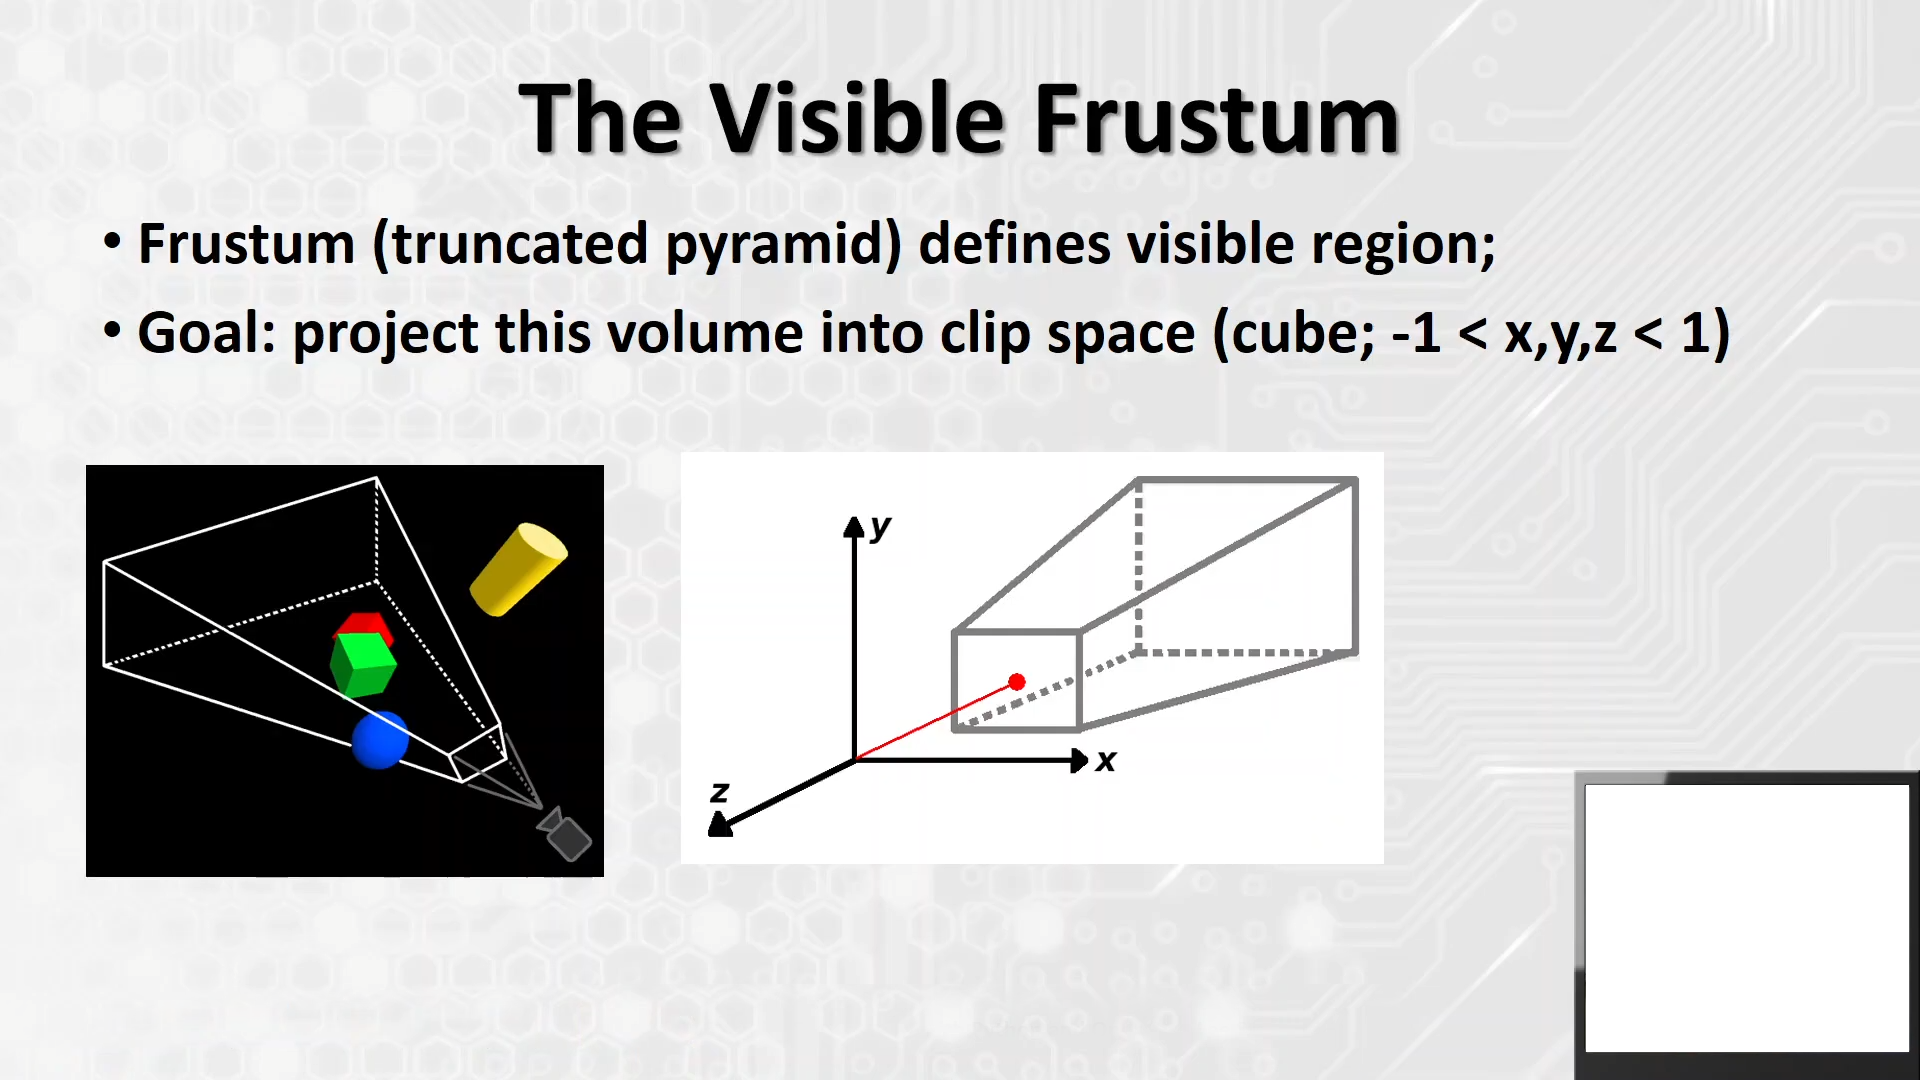 The Visible Frustum
• Frustum (truncated pyramid) defines visible region;
• Goal: project this volume into clip space (cube; -1 < x,y,z < 1)
y
x
z